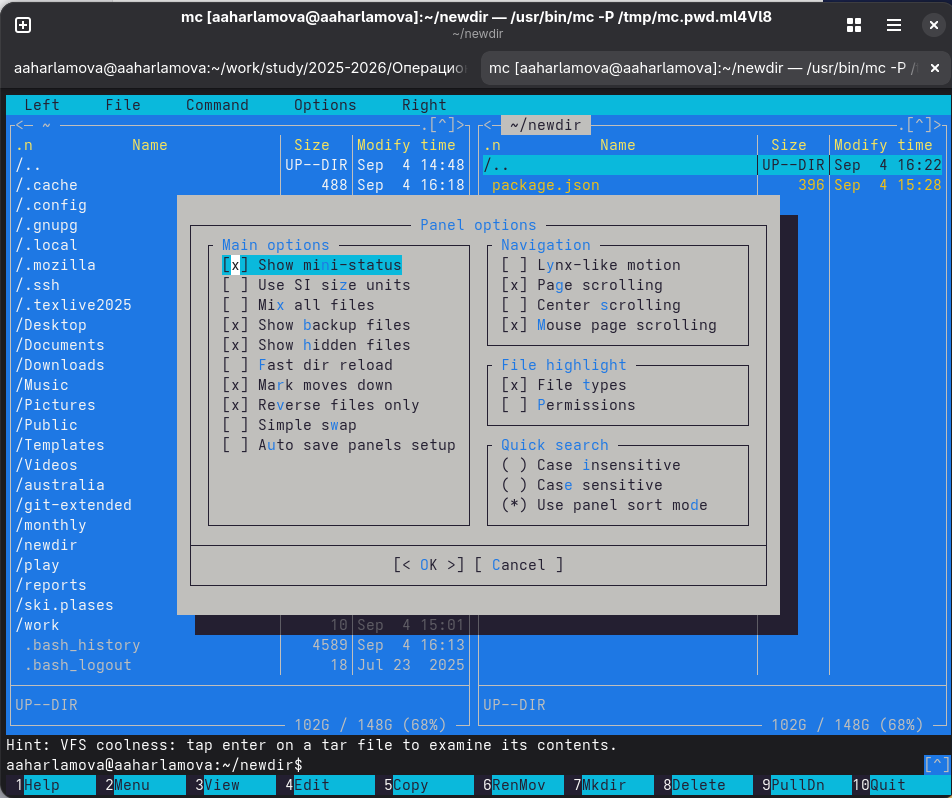 mc [aaharlamova@aaharlamova]:~/newdir — /usr/bin/mc -P /tmp/mc.pwd.ml4Vl8
~/newdir
aaharlamova@aaharlamova:~/work/study/2025-2026/Операцио
mc [aaharlamova@aaharlamova]:~/newdir — /usr/bin/mc -P /
Left File Command Options Right
<— ~ .[^]> <— ~/newdir .[^]>
.n Name Size Modify time .n Name Size Modify time
/.. UP--DIR Sep 4 14:48 /.. UP--DIR Sep 4 16:22
/.cache 488 Sep 4 16:18 package.json 396 Sep 4 15:28
/.config
/.gnupg
/.local
/.mozilla
/.ssh
/.texlive2025
/Desktop
/Documents
/Downloads
/Music
/Pictures
/Public
/Templates
/Videos
/australia
/git-extended
/monthly
/newdir
/play
/reports
/ski.plases
/work 10 Sep 4 15:01
.bash_history 4589 Sep 4 16:13
.bash_logout 18 Jul 23 2025
Panel options
Main options
[x] Show mini-status
[ ] Use SI size units
[ ] Mix all files
[x] Show backup files
[x] Show hidden files
[ ] Fast dir reload
[x] Mark moves down
[x] Reverse files only
[ ] Simple swap
[ ] Auto save panels setup
Navigation
[ ] Lynx-like motion
[x] Page scrolling
[ ] Center scrolling
[x] Mouse page scrolling
File highlight
[x] File types
[ ] Permissions
Quick search
( ) Case insensitive
( ) Case sensitive
(*) Use panel sort mode
[< OK >] [ Cancel ]
UP--DIR UP--DIR
102G / 148G (68%) 102G / 148G (68%)
Hint: VFS coolness: tap enter on a tar file to examine its contents.
aaharlamova@aaharlamova:~/newdir$ [^]
1Help 2Menu 3View 4Edit 5Copy 6RenMov 7Mkdir 8Delete 9PullDn 10Quit